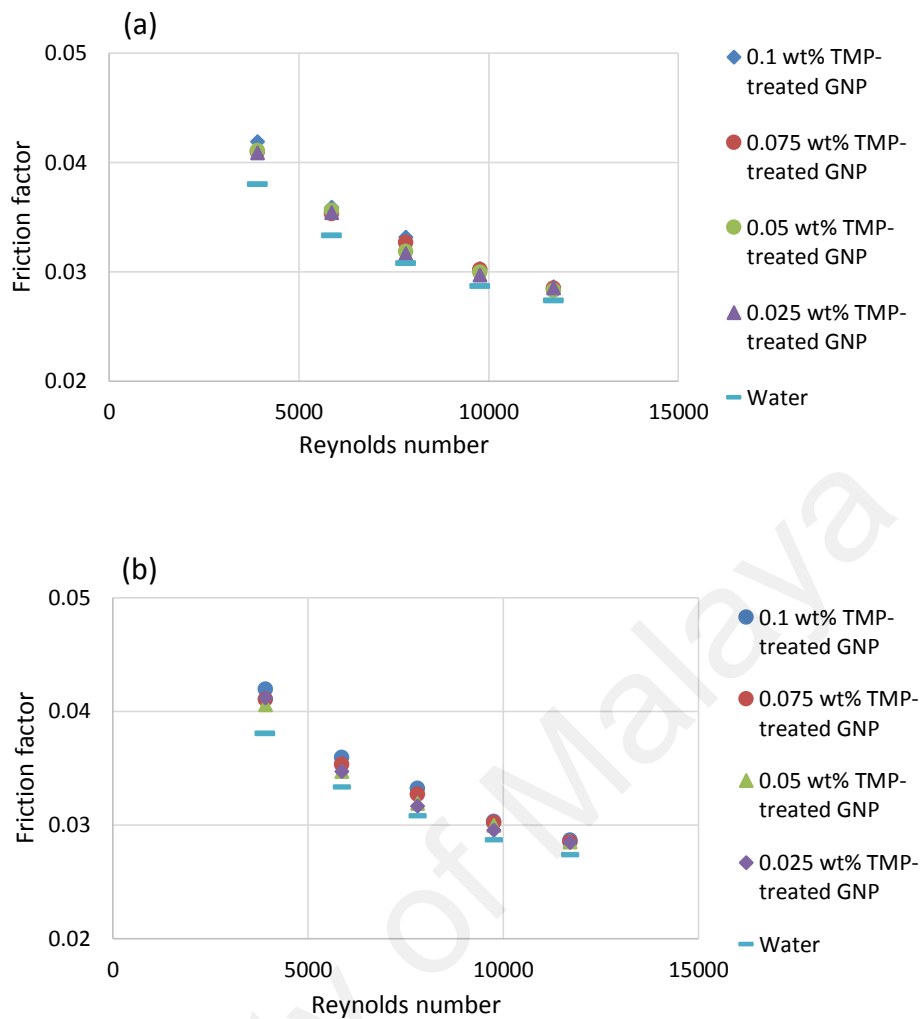 (a)
0.05
0.04
0.03
0.02
Friction factor
0
5000
10000
15000
Reynolds number
0.1 wt% TMP-
treated GNP
0.075 wt% TMP-
treated GNP
0.05 wt% TMP-
treated GNP
0.025 wt% TMP-
treated GNP
Water
(b)
0.05
0.04
0.03
0.02
Friction factor
0
5000
10000
15000
Reynolds number
0.1 wt% TMP-
treated GNP
0.075 wt% TMP-
treated GNP
0.05 wt% TMP-
treated GNP
0.025 wt% TMP-
treated GNP
Water
y of Malaya